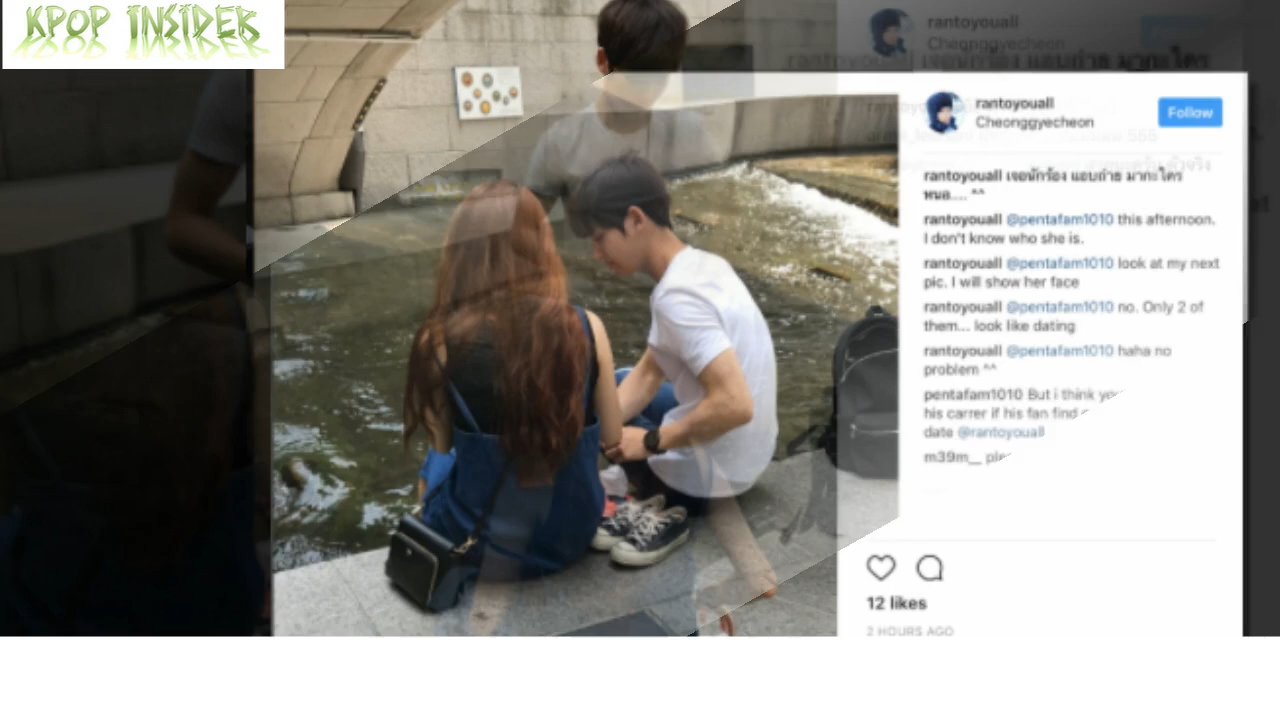 KPOP INSIDER
rantoyouall
Cheonggyecheon
rantoyouall
Cheonggyecheon
Follow
rantoyouall เจอนักร้อง แอบถ่าย มากะใคร
หนอ.... ^^
rantoyouall @pentafam1010 this afternoon.
I don't know who she is.
rantoyouall @pentafam1010 look at my next
pic. I will show her face
rantoyouall @pentafam1010 no. Only 2 of
them... look like dating
rantoyouall @pentafam1010 haha no
problem ^^
pentafam1010 But i think
his carrer if his fan find
date @rantoyouall
m39m__
12 likes
2 HOURS AGO